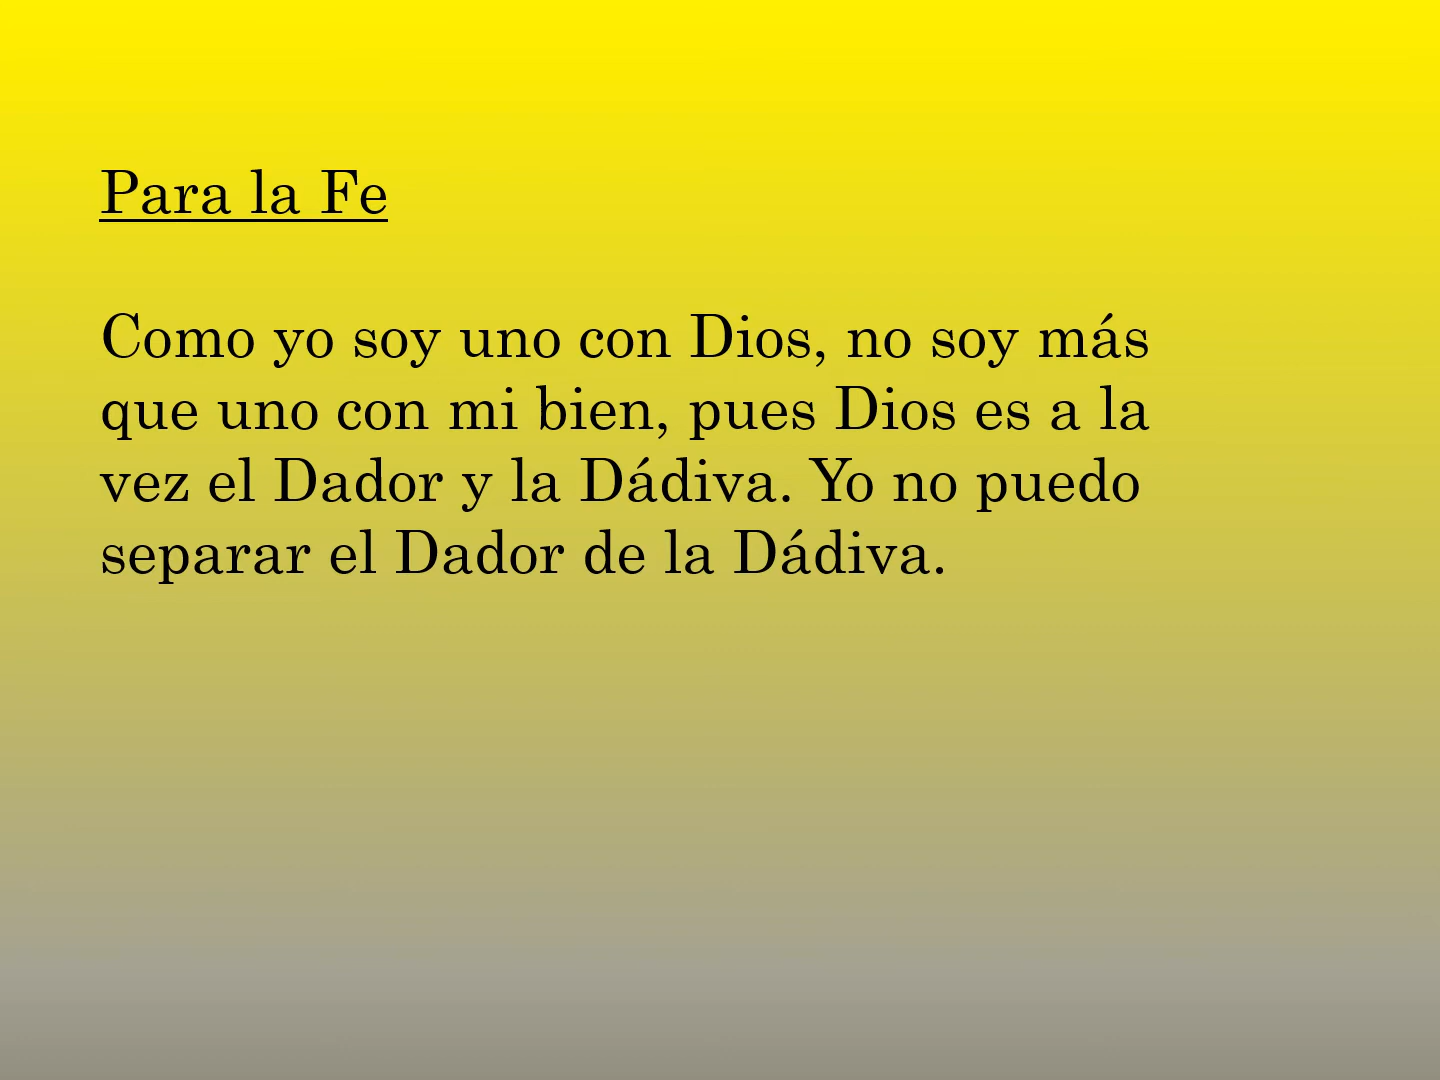 Para la Fe
Como yo soy uno con Dios, no soy más
que uno con mi bien, pues Dios es a la
vez el Dador y la Dádiva. Yo no puedo
separar el Dador de la Dádiva.